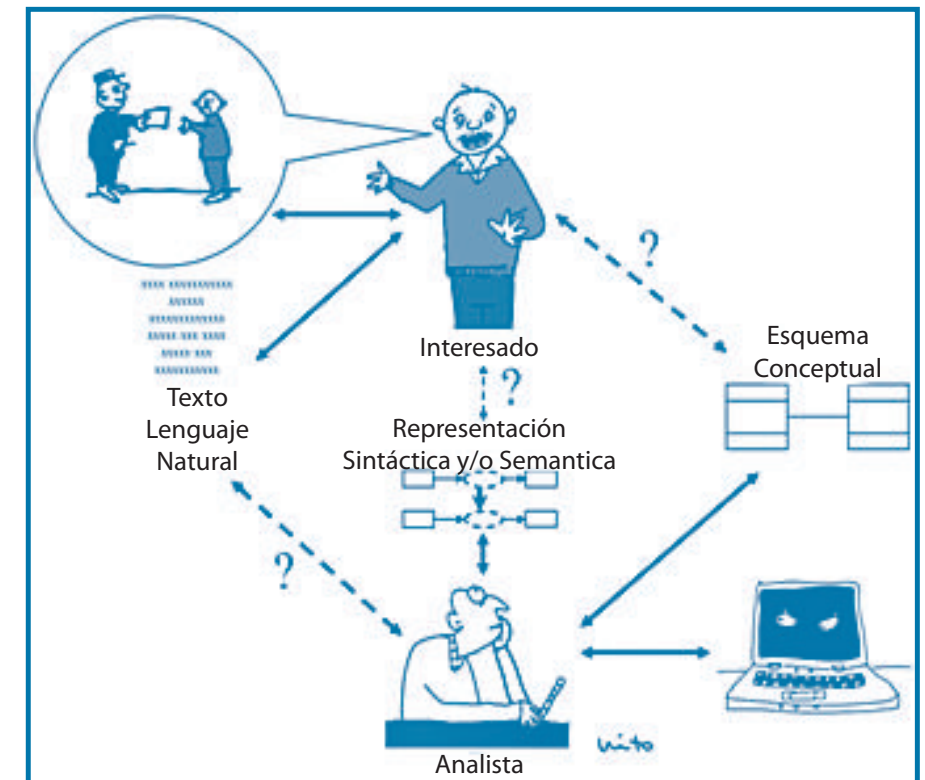 ?
Interesado
Esquema
Conceptual
?
Texto
Lenguaje
Natural
Representación
Sintáctica y/o Semantica
?
Analista